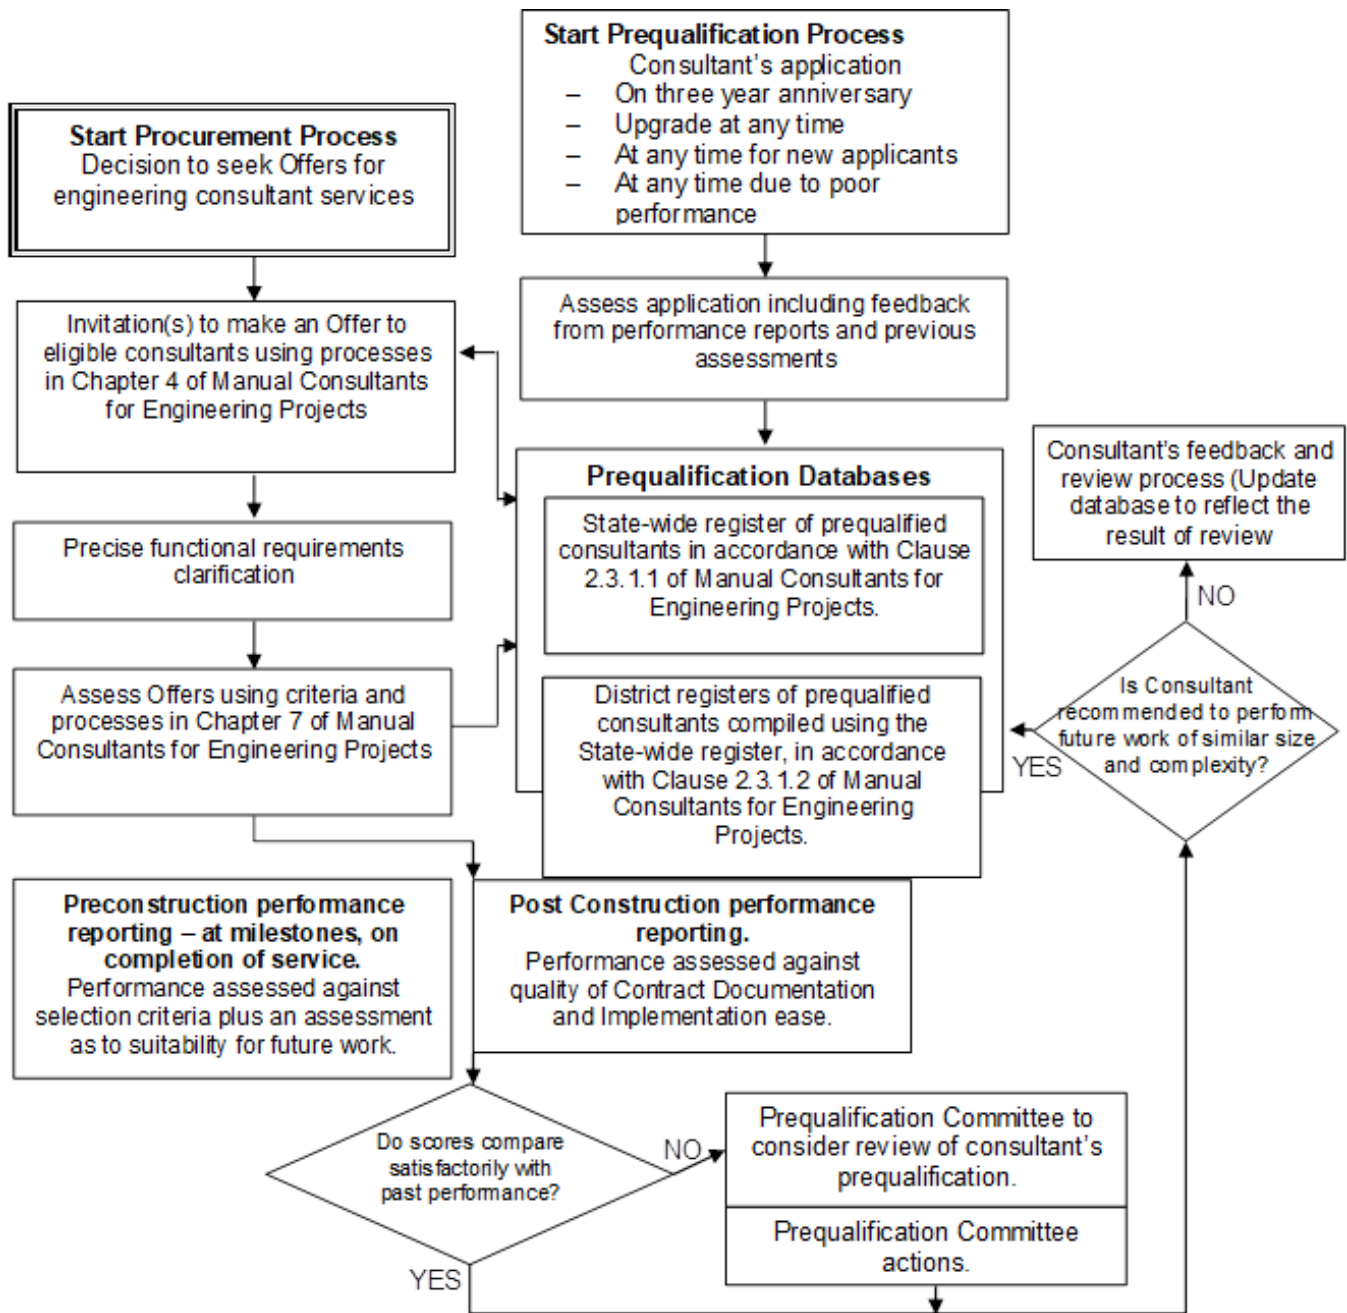 Start Prequalification Process
Consultant's application
– On three year anniversary
– Upgrade at any time
– At any time for new applicants
– At any time due to poor
performance
Start Procurement Process
Decision to seek Offers for
engineering consultant services
Invitation(s) to make an Offer to
eligible consultants using processes
in Chapter 4 of Manual Consultants
for Engineering Projects
Assess application including feedback
from performance reports and previous
assessments
Precise functional requirements
clarification
Prequalification Databases
State-wide register of prequalified
consultants in accordance with Clause
2.3.1.1 of Manual Consultants for
Engineering Projects.
Consultant's feedback and
review process (Update
database to reflect the
result of review
NO
Assess Offers using criteria and
processes in Chapter 7 of Manual
Consultants for Engineering Projects
District registers of prequalified
consultants compiled using the
State-wide register, in accordance
with Clause 2.3.1.2 of Manual
Consultants for Engineering
Projects.
YES
Is Consultant
recommended to perform
future work of similar size
and complexity?
Preconstruction performance
reporting – at milestones, on
completion of service.
Performance assessed against
selection criteria plus an assessment
as to suitability for future work.
Post Construction performance
reporting.
Performance assessed against
quality of Contract Documentation
and Implementation ease.
Do scores compare
satisfactorily with
past performance?
NO
Prequalification Committee to
consider review of consultant's
prequalification.
Prequalification Committee
actions.
YES